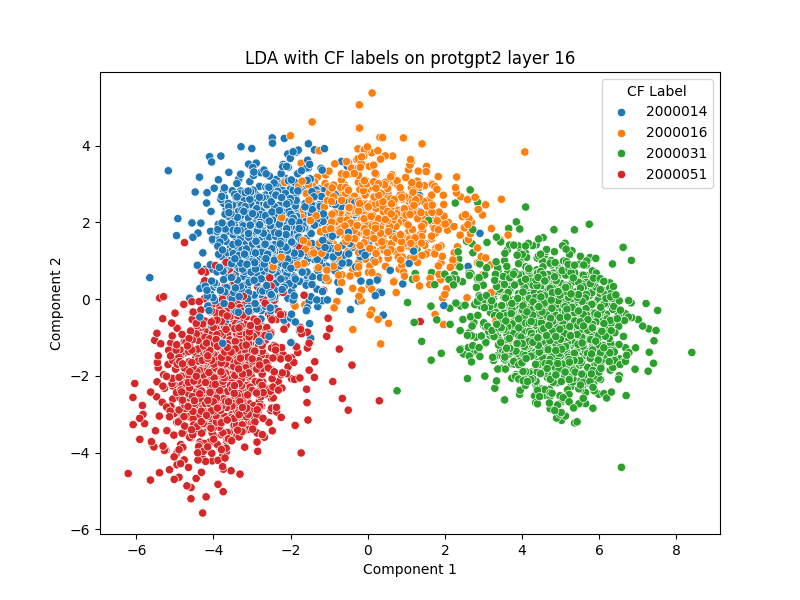 LDA with CF labels on protgpt2 layer 16
CF Label
2000014
2000016
2000031
2000051
4
2
0
−2
−4
−6
Component 2
−6 −4 −2 0 2 4 6 8
Component 1